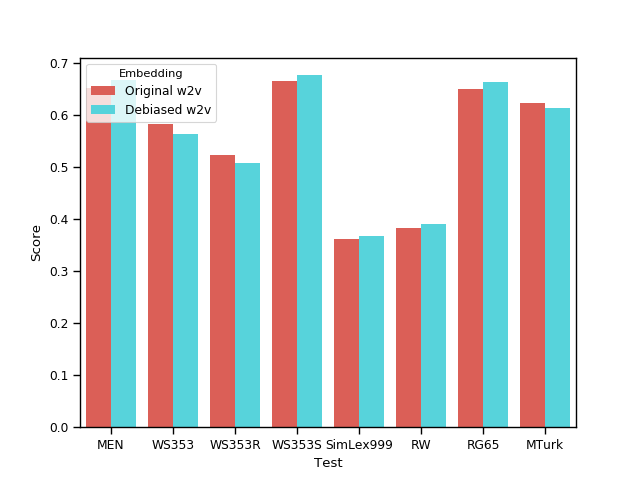 Embedding
Original w2v
Debiased w2v
0.7
0.6
0.5
0.4
0.3
0.2
0.1
0.0
Score
MEN WS353 WS353R WS353S SimLex999 RW RG65 MTurk
Test